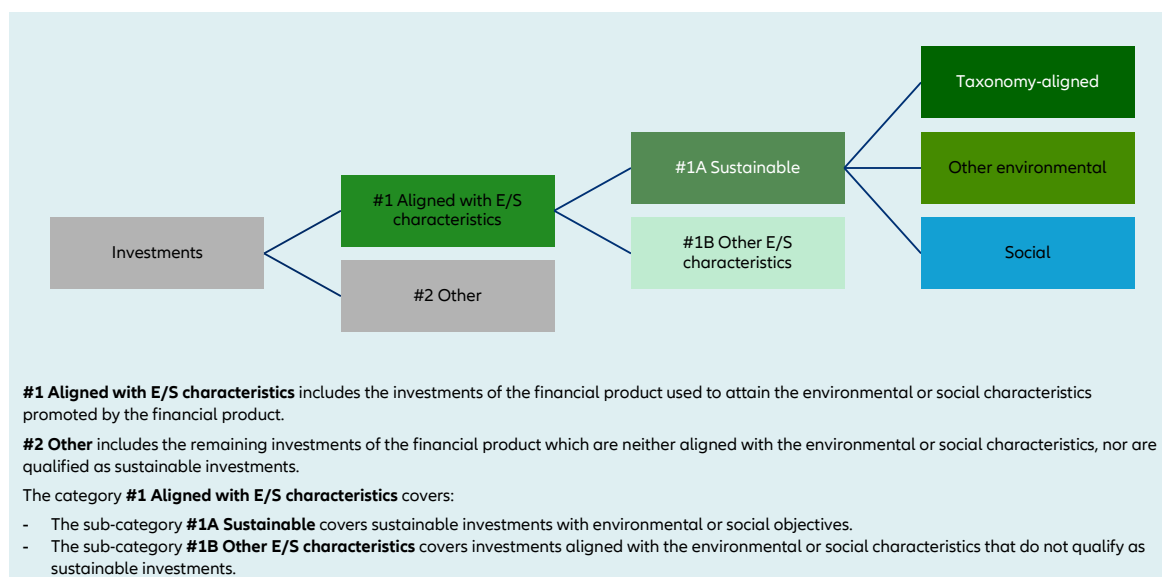 Taxonomy-aligned
#1A Sustainable
Other environmental
#1 Aligned with E/S
characteristics
#1B Other E/S
characteristics
Investments
Social
#2 Other
#1 Aligned with E/S characteristics includes the investments of the financial product used to attain the environmental or social characteristics
promoted by the financial product.
#2 Other includes the remaining investments of the financial product which are neither aligned with the environmental or social characteristics, nor are
qualified as sustainable investments.
The category #1 Aligned with E/S characteristics covers:
- The sub-category #1A Sustainable covers sustainable investments with environmental or social objectives.
- The sub-category #1B Other E/S characteristics covers investments aligned with the environmental or social characteristics that do not qualify as
sustainable investments.